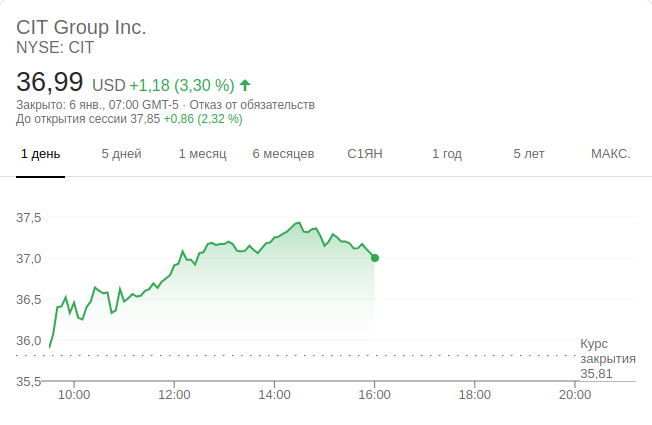 CIT Group Inc.
NYSE: CIT
36,99 USD +1,18 (3,30 %)
Закрыто: 6 янв., 07:00 GMT-5 · Отказ от обязательств
До открытия сессии 37,85 +0,86 (2,32 %)
1 день 5 дней 1 месяц 6 месяцев С1ЯН 1 год 5 лет МАКС.
37,5
37,0
36,5
36,0
Курс
закрытия
35,81
35,5
10:00 12:00 14:00 16:00 18:00 20:00